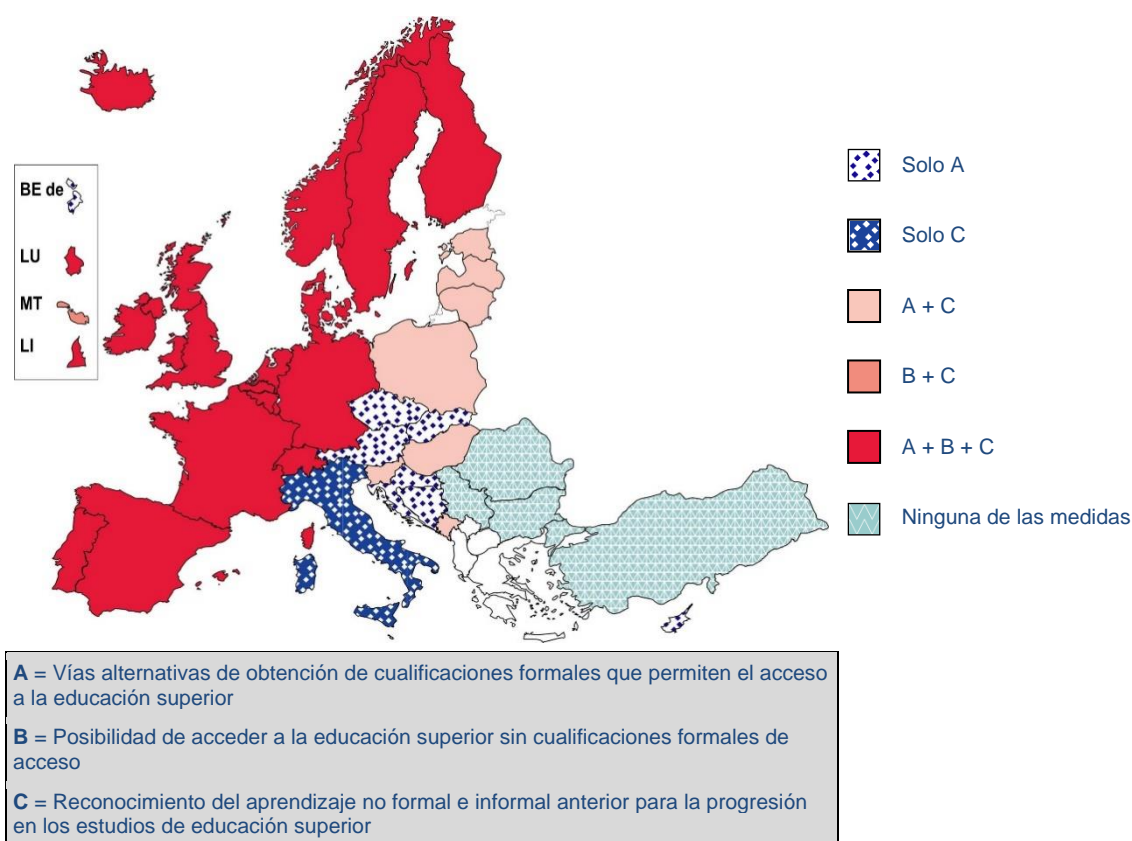 BE de
LU
MT
LI
Solo A
Solo C
A + C
B + C
A + B + C
Ninguna de las medidas
A = Vías alternativas de obtención de cualificaciones formales que permiten el acceso
a la educación superior
B = Posibilidad de acceder a la educación superior sin cualificaciones formales de
acceso
C = Reconocimiento del aprendizaje no formal e informal anterior para la progresión
en los estudios de educación superior